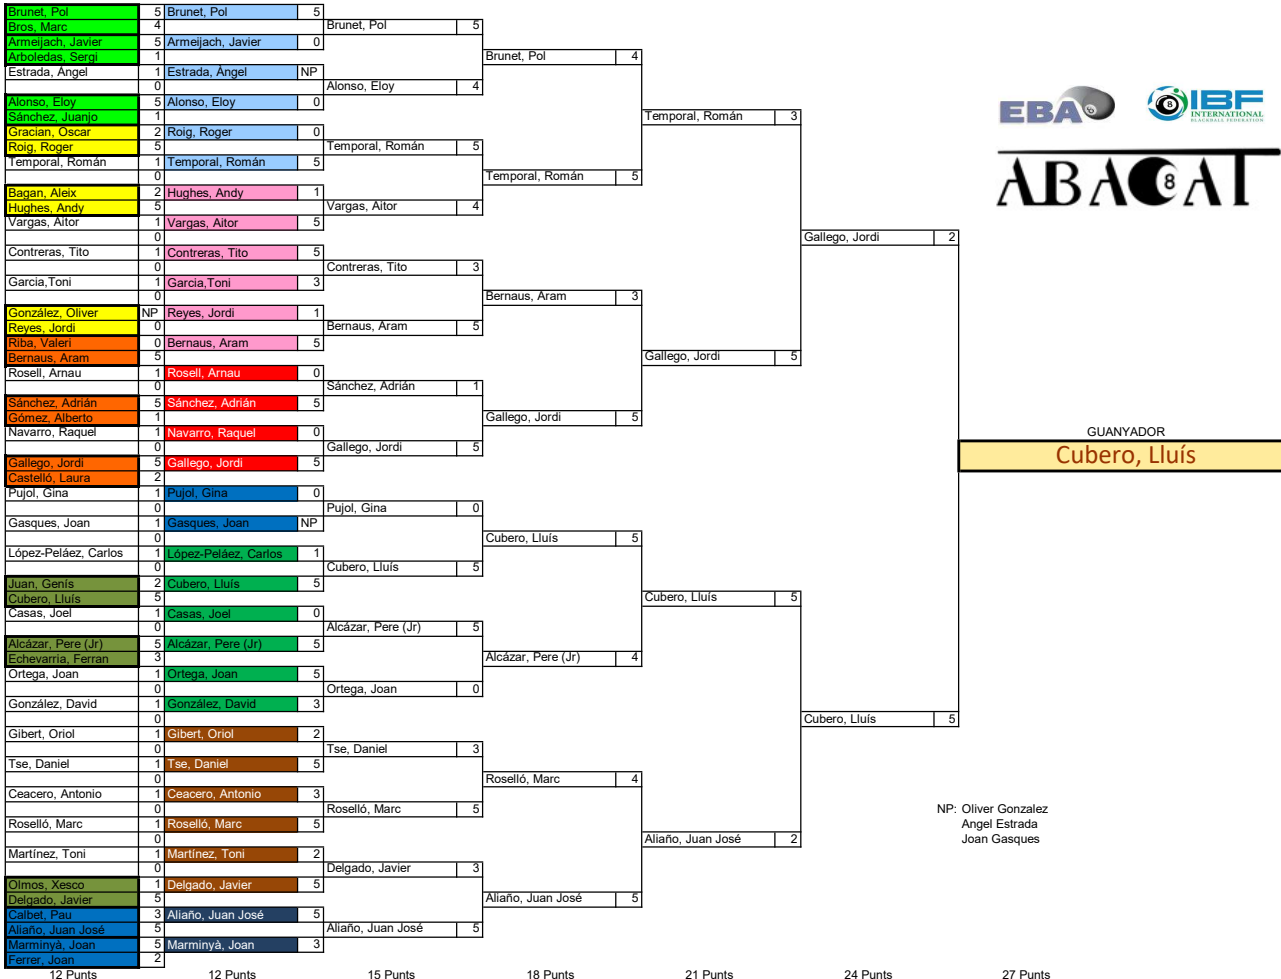 Brunet, Pol 5 Brunet, Pol 5
Bros, Marc 4 Brunet, Pol 5
Armeijach, Javier 5 Armeijach, Javier 0
Arboledas, Sergi 1 Brunet, Pol 4
Estrada, Àngel 1 Estrada, Àngel NP
0 Alonso, Eloy 4
Alonso, Eloy 5 Alonso, Eloy 0
EBA 8 IBF
INTERNATIONAL
BLACKBALL FEDERATION
Sánchez, Juanjo 1 Temporal, Román 3
Gracian, Oscar 2 Roig, Roger 0
Roig, Roger 5 Temporal, Román 5
Temporal, Román 1 Temporal, Román 5
0 Temporal, Román 5
ABACAT 8
Bagan, Aleix 2 Hughes, Andy 1
Hughes, Andy 5 Vargas, Aitor 4
Vargas, Aitor 1 Vargas, Aitor 5
0 Gallego, Jordi 2
Contreras, Tito 1 Contreras, Tito 5
0 Contreras, Tito 3
Garcia,Toni 1 Garcia,Toni 3
0 Bernaus, Aram 3
González, Oliver NP Reyes, Jordi 1
Reyes, Jordi 0 Bernaus, Aram 5
Riba, Valeri 0 Bernaus, Aram 5
Bernaus, Aram 5 Gallego, Jordi 5
Rosell, Arnau 1 Rosell, Arnau 0
0 Sánchez, Adrián 1
Sánchez, Adrián 5 Sánchez, Adrián 5
Gómez, Alberto 1 Gallego, Jordi 5
Navarro, Raquel 1 Navarro, Raquel 0 GUANYADOR
0 Gallego, Jordi 5 Cubero, Lluís
Gallego, Jordi 5 Gallego, Jordi 5
Castelló, Laura 2
Pujol, Gina 1 Pujol, Gina 0
0 Pujol, Gina 0
Gasques, Joan 1 Gasques, Joan NP
0 Cubero, Lluís 5
López-Peláez, Carlos 1 López-Peláez, Carlos 1
0 Cubero, Lluís 5
Juan, Genís 2 Cubero, Lluís 5
Cubero, Lluís 5 Cubero, Lluís 5
Casas, Joel 1 Casas, Joel 0
0 Alcázar, Pere (Jr) 5
Alcázar, Pere (Jr) 5 Alcázar, Pere (Jr) 5
Echevarria, Ferran 3 Alcázar, Pere (Jr) 4
Ortega, Joan 1 Ortega, Joan 5
0 Ortega, Joan 0
González, David 1 González, David 3
0 Cubero, Lluís 5
Gibert, Oriol 1 Gibert, Oriol 2
0 Tse, Daniel 3
Tse, Daniel 1 Tse, Daniel 5
0 Roselló, Marc 4
Ceacero, Antonio 1 Ceacero, Antonio 3
0 Roselló, Marc 5 NP: Oliver Gonzalez
Roselló, Marc 1 Roselló, Marc 5 Angel Estrada
0 Aliaño, Juan José 2 Joan Gasques
Martínez, Toni 1 Martínez, Toni 2
0 Delgado, Javier 3
Olmos, Xesco 1 Delgado, Javier 5
Delgado, Javier 5 Aliaño, Juan José 5
Calbet, Pau 3 Aliaño, Juan José 5
Aliaño, Juan José 5 Aliaño, Juan José 5
Marminyà, Joan 5 Marminyà, Joan 3
Ferrer, Joan 2
12 Punts 12 Punts 15 Punts 18 Punts 21 Punts 24 Punts 27 Punts